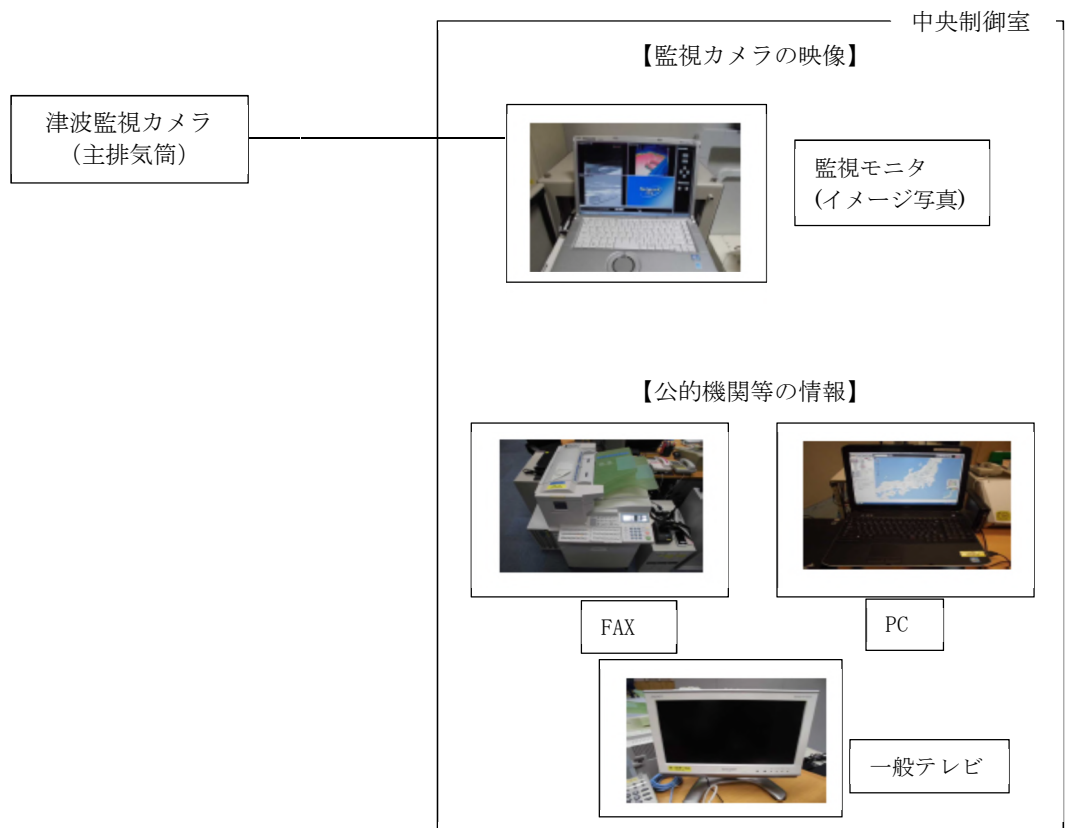 中央制御室
【監視カメラの映像】
津波監視カメラ
（主排気筒）
監視モニタ
(イメージ写真)
【公的機関等の情報】
FAX
PC
一般テレビ